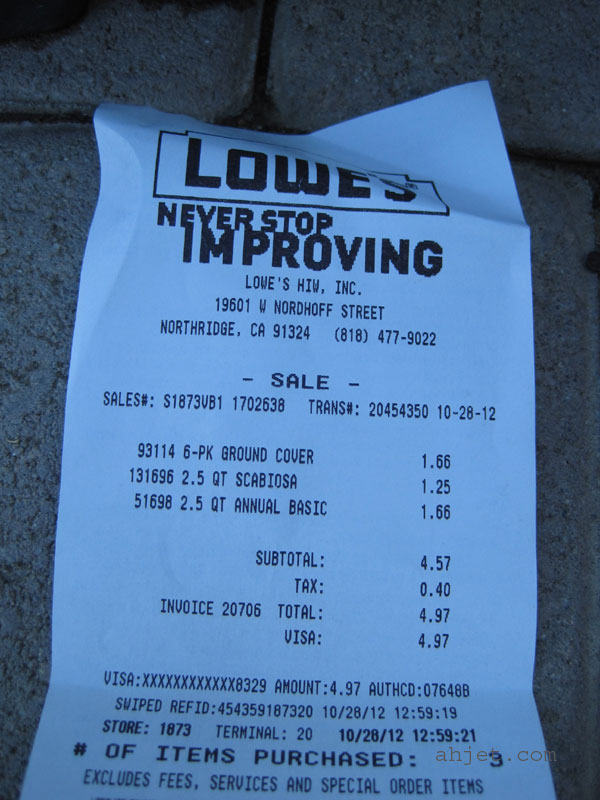 LOWE'S®
NEVER STOP
IMPROVING
LOWE'S HIW, INC.
19601 W NORDHOFF STREET
NORTHRIDGE, CA 91324 (818) 477-9022
- SALE -
SALES#: S1873VB1 1702638 TRANS#: 20454350 10-28-12
93114 6-PK GROUND COVER 1.66
131696 2.5 QT SCABIOSA 1.25
51698 2.5 QT ANNUAL BASIC 1.66
SUBTOTAL: 4.57
TAX: 0.40
INVOICE 20706 TOTAL: 4.97
VISA: 4.97
VISA:XXXXXXXXXXXX8329 AMOUNT:4.97 AUTHCD:07648B
SWIPED REFID:454359187320 10/28/12 12:59:19
STORE: 1873 TERMINAL: 20 10/28/12 12:59:21
# OF ITEMS PURCHASED: 3
EXCLUDES FEES, SERVICES AND SPECIAL ORDER ITEMS
ahjet.com